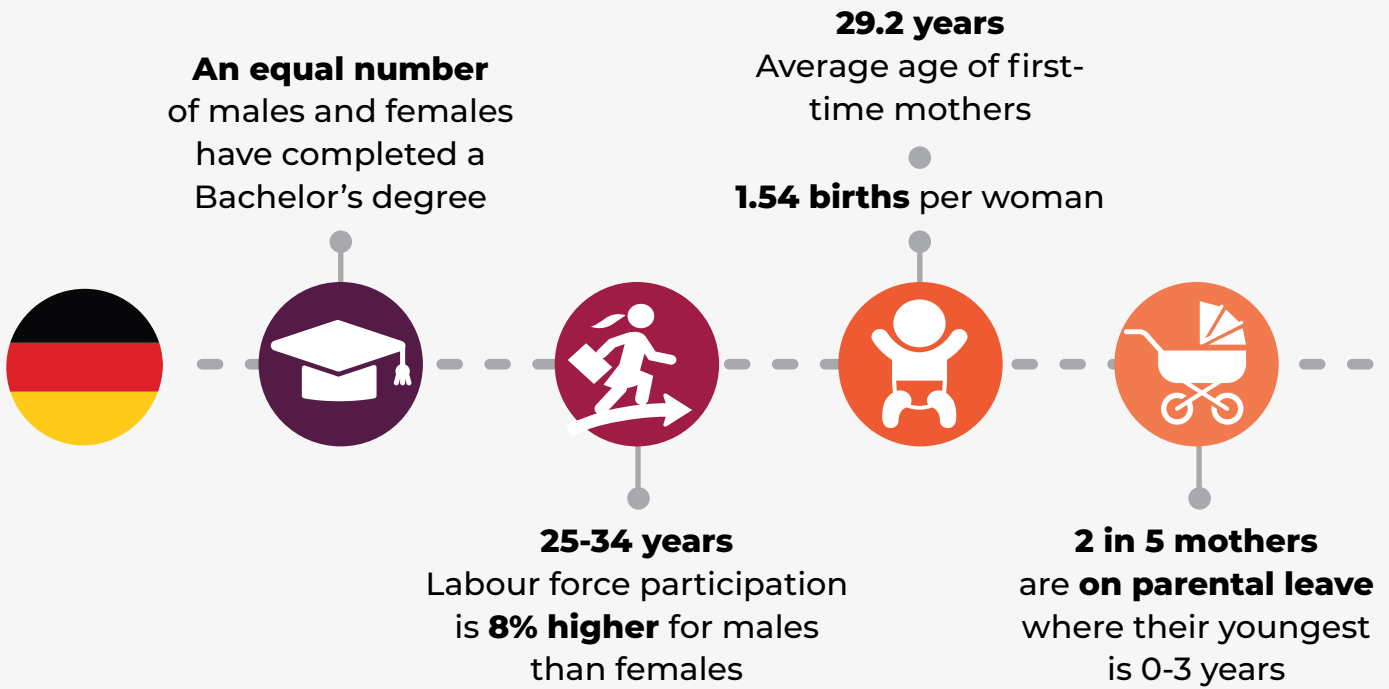 An equal number
of males and females
have completed a
Bachelor’s degree
25-34 years
Labour force participation
is 8% higher for males
than females
29.2 years
Average age of first-
time mothers
1.54 births per woman
2 in 5 mothers
are on parental leave
where their youngest
is 0-3 years